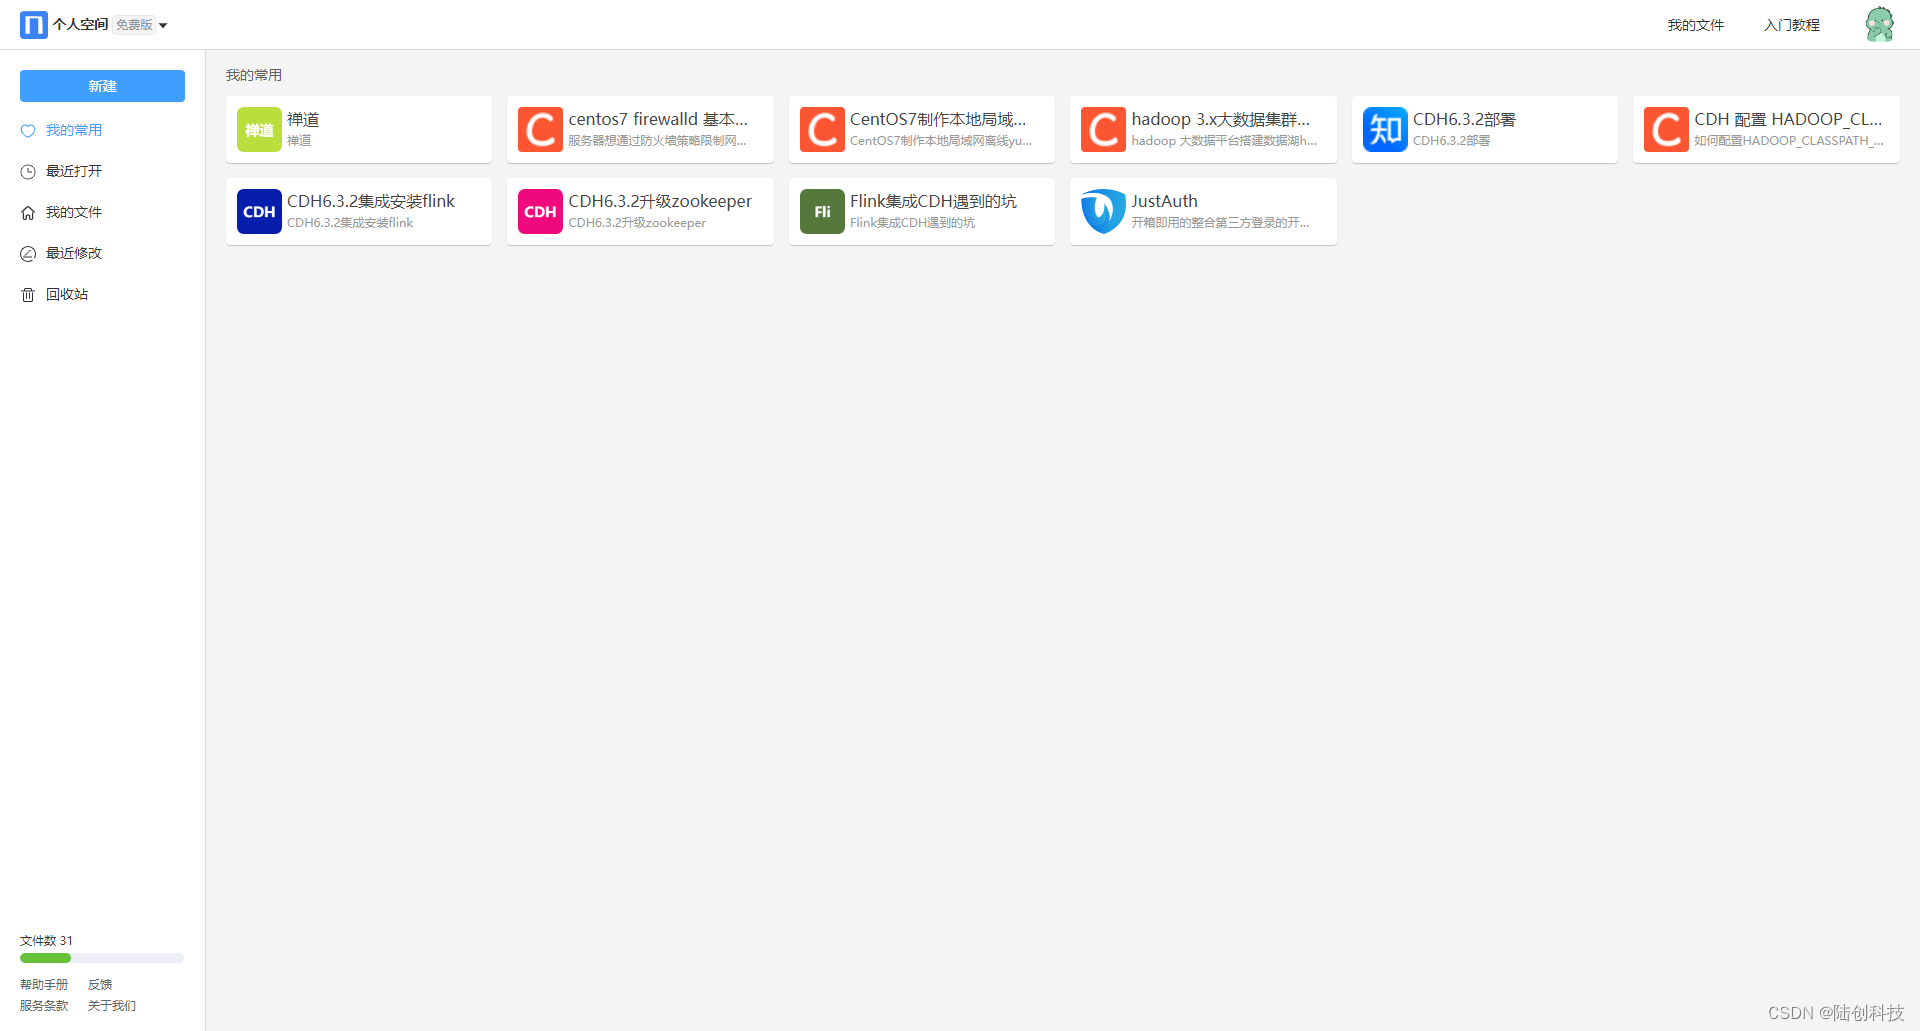 个人空间 免费版
我的文件 入门教程
新建
我的常用
最近打开
我的文件
最近修改
回收站
我的常用
禅道
禅道
禅道
centos7 firewalld 基本...
服务器想通过防火墙策略限制网...
CentOS7制作本地局域...
CentOS7制作本地局域网离线yu...
hadoop 3.x大数据集群...
hadoop 大数据平台搭建数据湖h...
知
CDH6.3.2部署
CDH6.3.2部署
CDH 配置 HADOOP_CL...
如何配置HADOOP_CLASSPATH_...
CDH
CDH6.3.2集成安装flink
CDH6.3.2集成安装flink
CDH
CDH6.3.2升级zookeeper
CDH6.3.2升级zookeeper
Fli
Flink集成CDH遇到的坑
Flink集成CDH遇到的坑
JustAuth
开箱即用的整合第三方登录的开...
文件数 31
帮助手册 反馈
服务条款 关于我们
CSDN @陆创科技